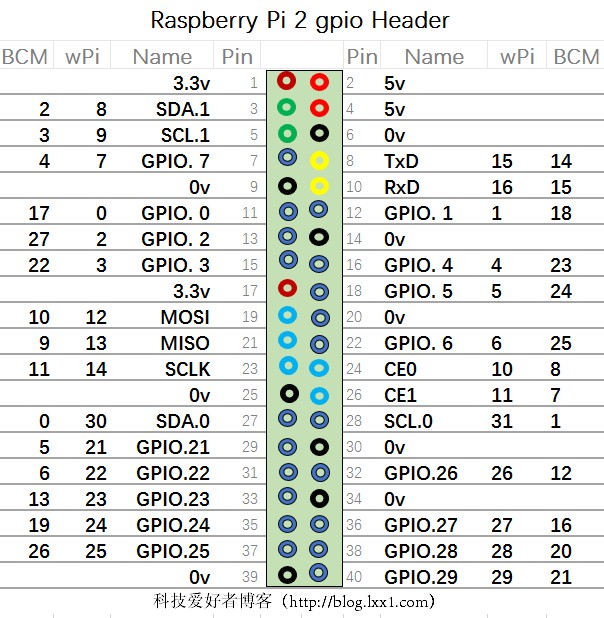 Raspberry Pi 2 gpio Header
BCM wPi Name Pin Pin Name wPi BCM
3.3v 1 2 5v
2 8 SDA.1 3 4 5v
3 9 SCL.1 5 6 0v
4 7 GPIO. 7 7 8 TxD 15 14
0v 9 10 RxD 16 15
17 0 GPIO. 0 11 12 GPIO. 1 1 18
27 2 GPIO. 2 13 14 0v
22 3 GPIO. 3 15 16 GPIO. 4 4 23
3.3v 17 18 GPIO. 5 5 24
10 12 MOSI 19 20 0v
9 13 MISO 21 22 GPIO. 6 6 25
11 14 SCLK 23 24 CE0 10 8
0v 25 26 CE1 11 7
0 30 SDA.0 27 28 SCL.0 31 1
5 21 GPIO.21 29 30 0v
6 22 GPIO.22 31 32 GPIO.26 26 12
13 23 GPIO.23 33 34 0v
19 24 GPIO.24 35 36 GPIO.27 27 16
26 25 GPIO.25 37 38 GPIO.28 28 20
0v 39 40 GPIO.29 29 21
科技爱好者博客（http://blog.lxx1.com）